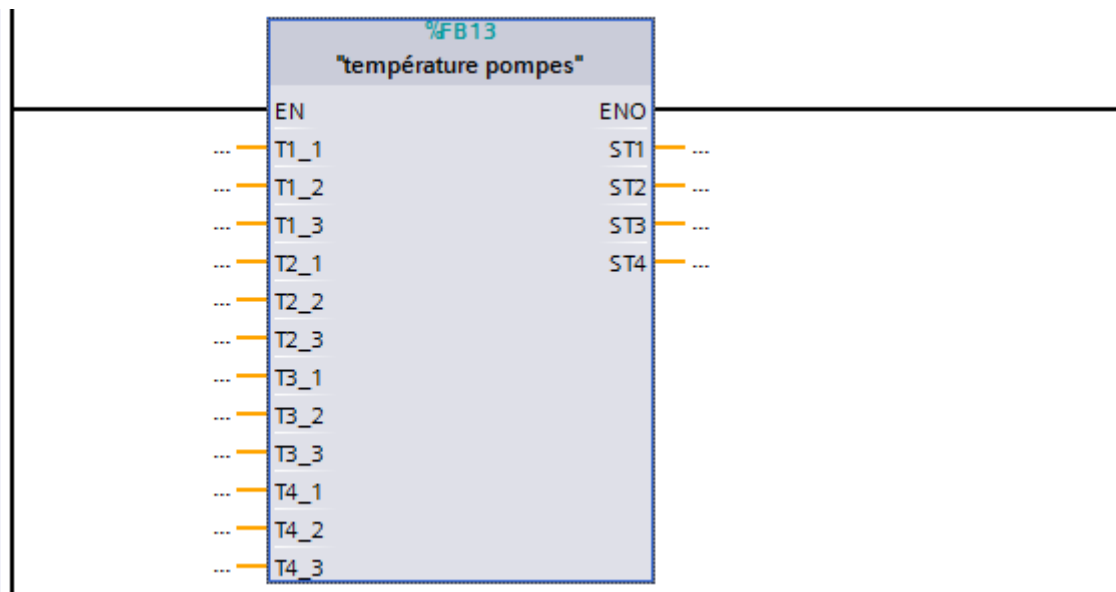 %FB13
"température pompes"
EN ENO
... T1_1 ST1 ...
... T1_2 ST2 ...
... T1_3 ST3 ...
... T2_1 ST4 ...
... T2_2
... T2_3
... T3_1
... T3_2
... T3_3
... T4_1
... T4_2
... T4_3